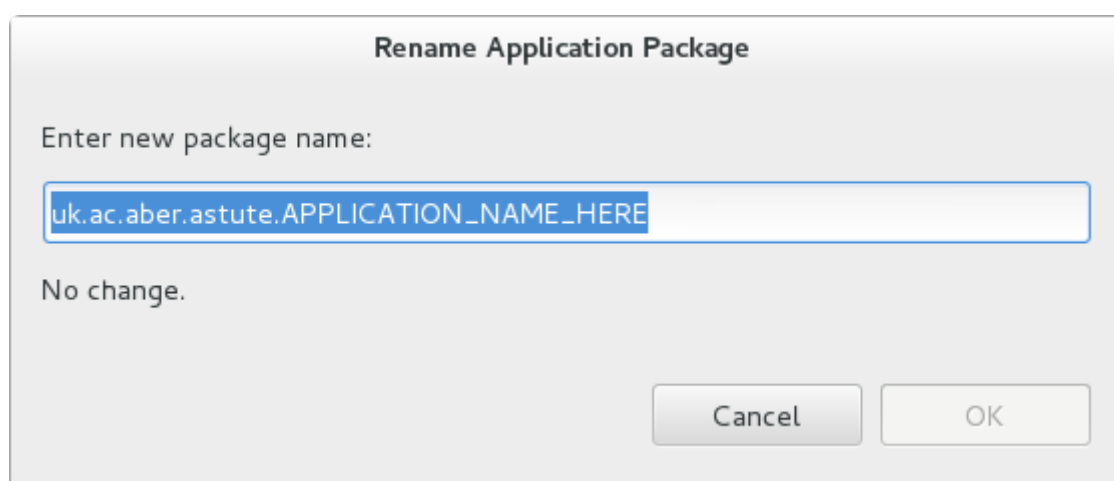 Rename Application Package
Enter new package name:
uk.ac.aber.astute.APPLICATION_NAME_HERE
No change.
Cancel OK